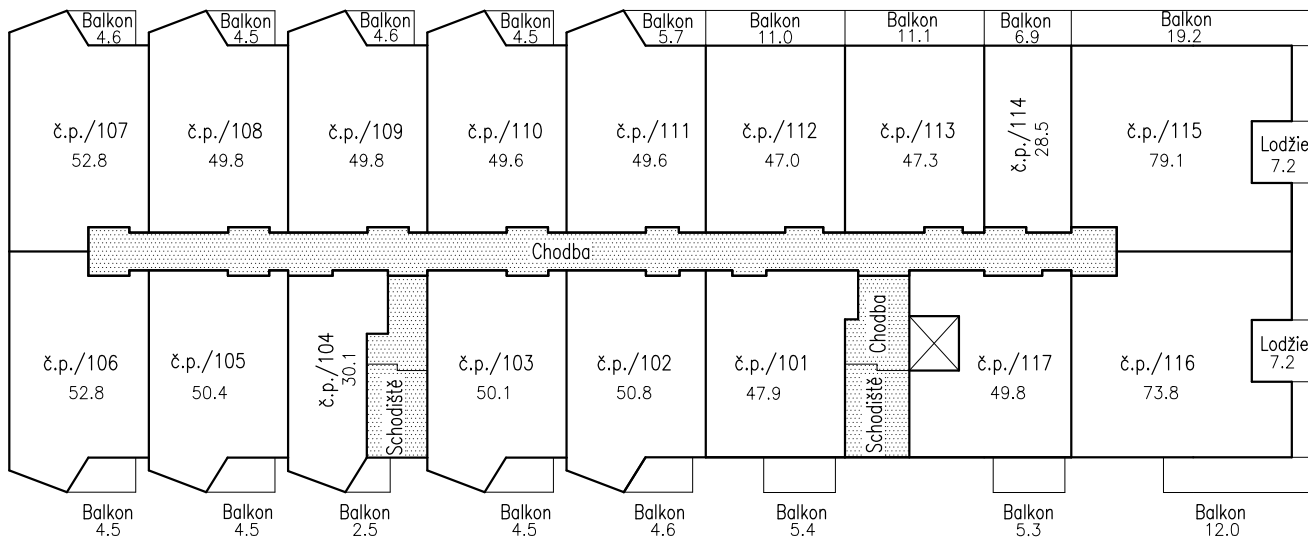 Balkon
4.6
Balkon
4.5
Balkon
4.6
Balkon
4.5
Balkon
5.7
Balkon
11.0
Balkon
11.1
Balkon
6.9
Balkon
19.2
č.p./107
52.8
č.p./108
49.8
č.p./109
49.8
č.p./110
49.6
č.p./111
49.6
č.p./112
47.0
č.p./113
47.3
č.p./114
28.5
č.p./115
79.1
Lodžie
7.2
Chodba
č.p./106
52.8
č.p./105
50.4
č.p./104
30.1
Schodiště
č.p./103
50.1
č.p./102
50.8
č.p./101
47.9
Chodba
Schodiště
č.p./117
49.8
č.p./116
73.8
Lodžie
7.2
Balkon
4.5
Balkon
4.5
Balkon
2.5
Balkon
4.5
Balkon
4.6
Balkon
5.4
Balkon
5.3
Balkon
12.0